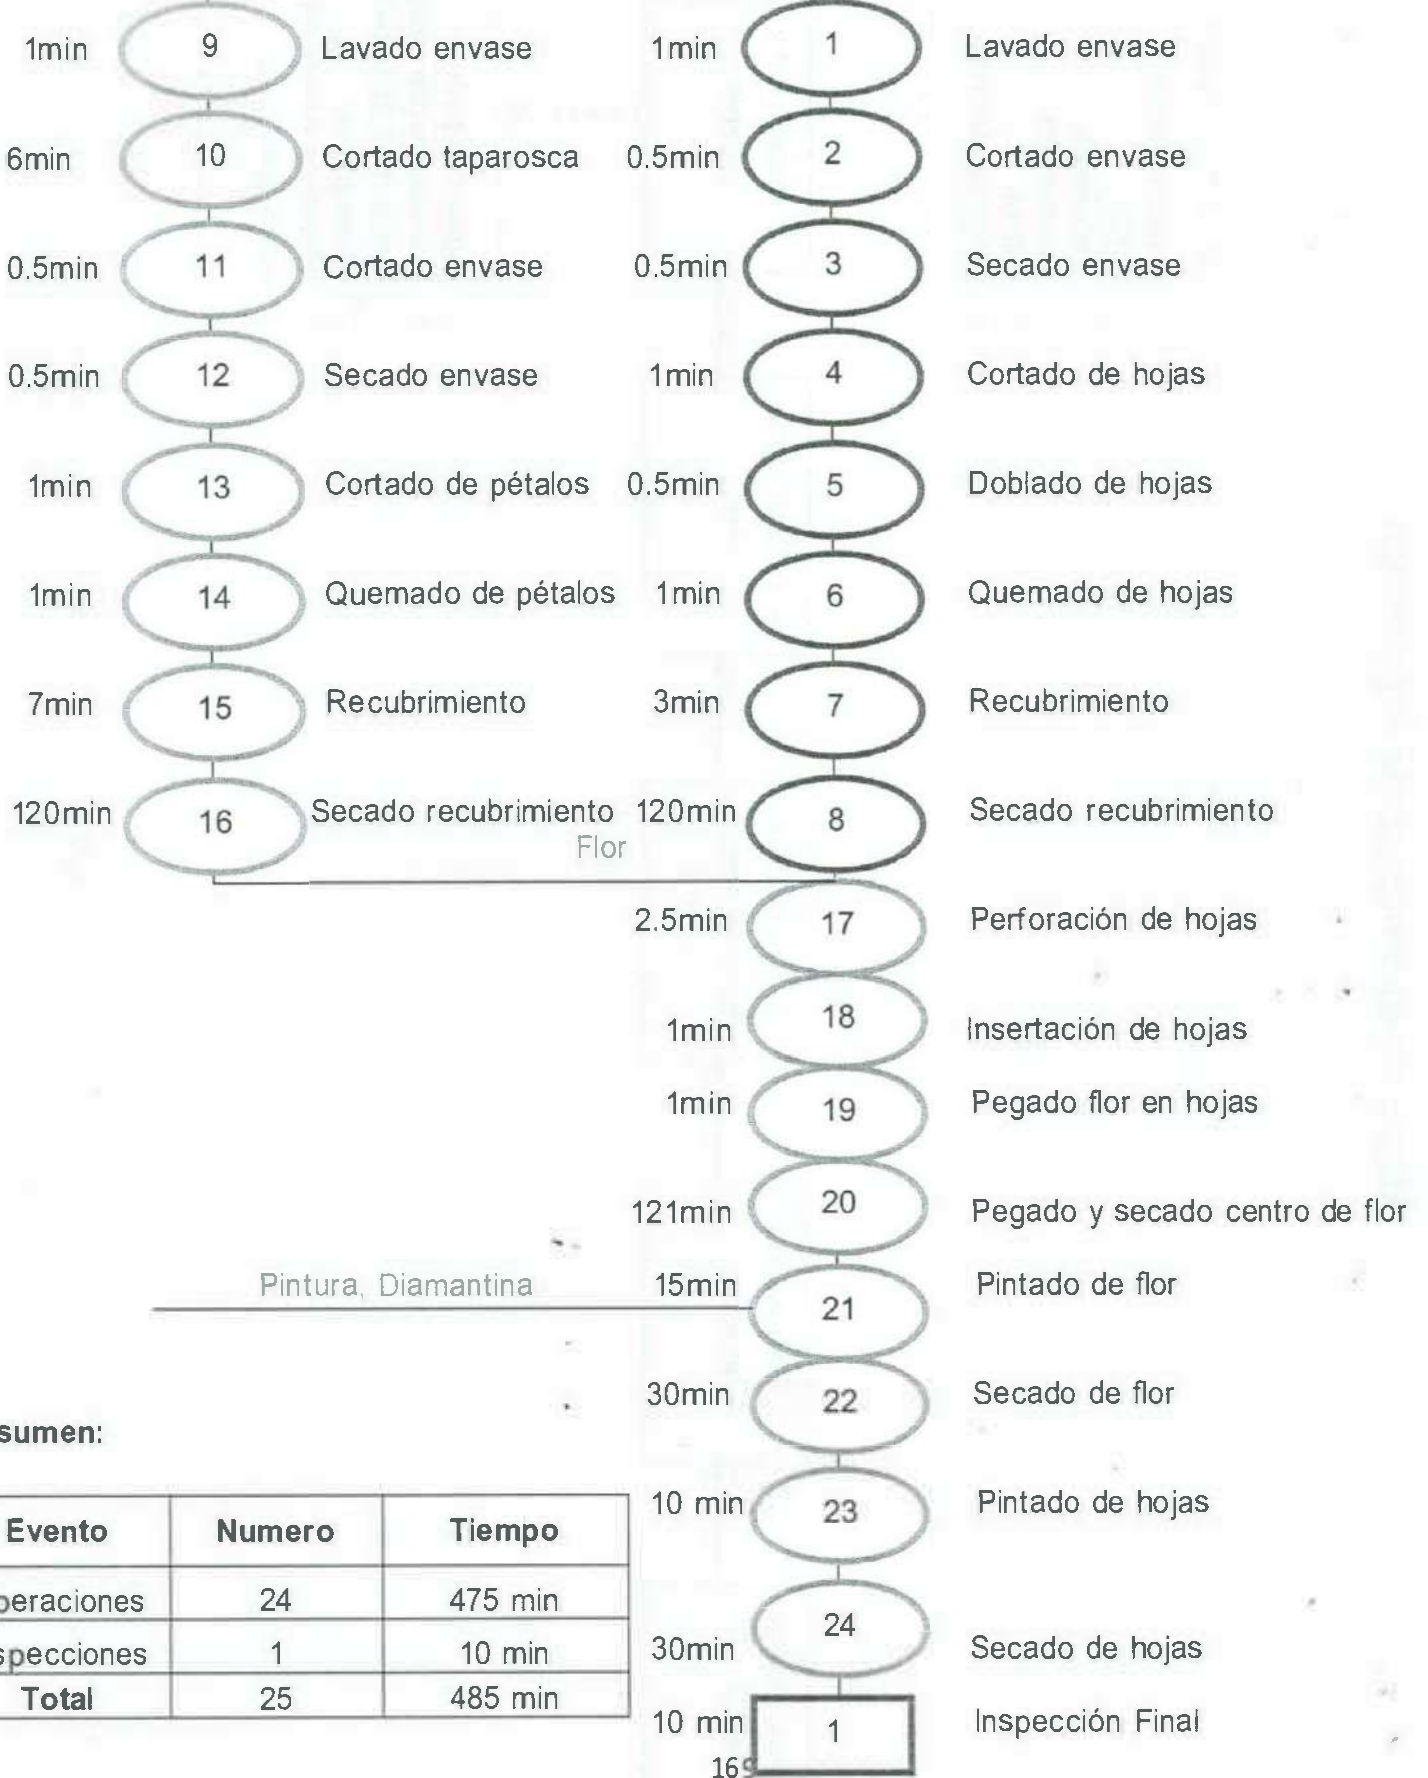 1min 9 Lavado envase 1min 1 Lavado envase
6min 10 Cortado taparosca 0.5min 2 Cortado envase
0.5min 11 Cortado envase 0.5min 3 Secado envase
0.5min 12 Secado envase 1min 4 Cortado de hojas
1min 13 Cortado de pétalos 0.5min 5 Doblado de hojas
1min 14 Quemado de pétalos 1min 6 Quemado de hojas
7min 15 Recubrimiento 3min 7 Recubrimiento
120min 16 Secado recubrimiento 120min 8 Secado recubrimiento
Flor
2.5min 17 Perforación de hojas
1min 18 Insertación de hojas
1min 19 Pegado flor en hojas
121min 20 Pegado y secado centro de flor
Pintura, Diamantina 15min 21 Pintado de flor
30min 22 Secado de flor
sumen:
10 min 23 Pintado de hojas
Evento Numero Tiempo
peraciones 24 475 min
specciones 1 10 min
Total 25 485 min
30min 24 Secado de hojas
10 min 1 Inspección Final
169